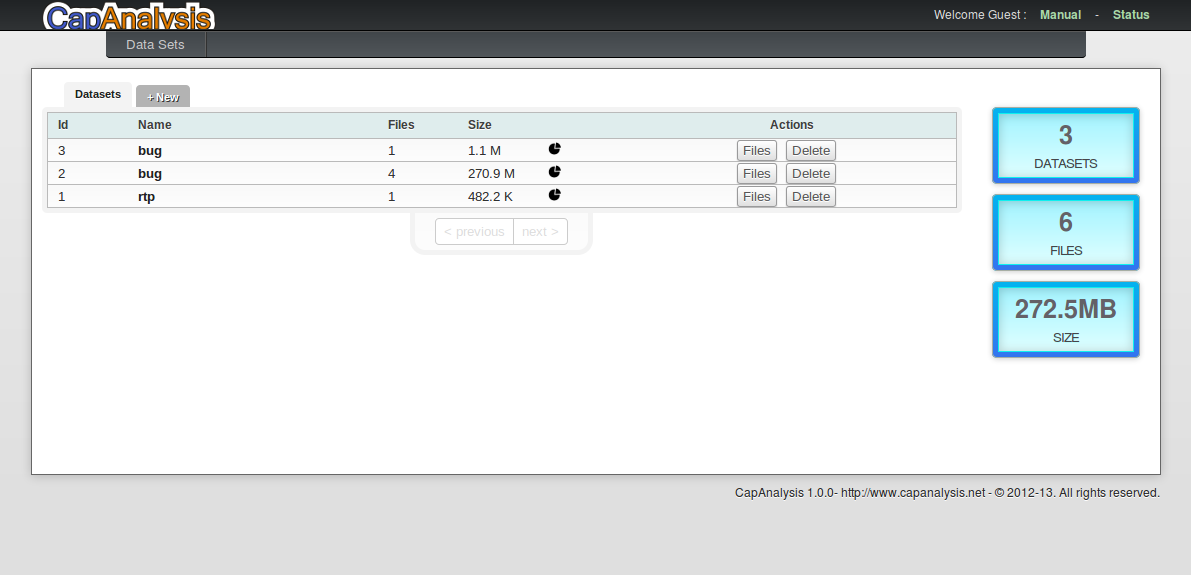 CapAnalysis
Welcome Guest : Manual - Status
Data Sets
Datasets + New
Id Name Files Size Actions
3 bug 1 1.1 M Files Delete
2 bug 4 270.9 M Files Delete
1 rtp 1 482.2 K Files Delete
< previous next >
3
DATASETS
6
FILES
272.5MB
SIZE
CapAnalysis 1.0.0- http://www.capanalysis.net - © 2012-13. All rights reserved.